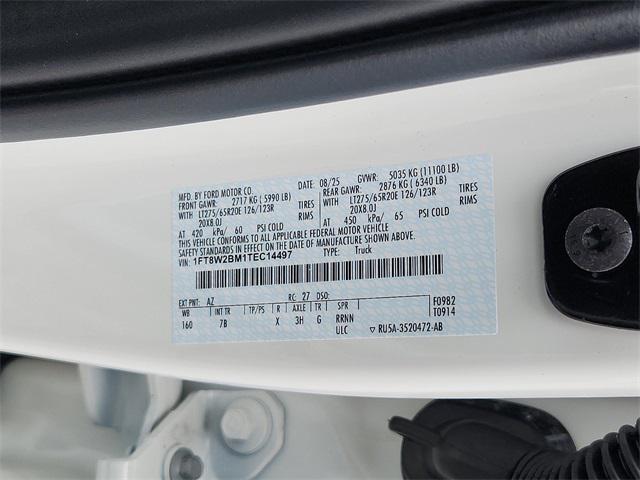 MFD. BY FORD MOTOR CO. DATE: 08/25 GVWR: 5035 KG (11100 LB)
FRONT GAWR: 2717 KG ( 5990 LB) REAR GAWR: 2876 KG ( 6340 LB)
WITH LT275/65R20E 126/123R TIRES WITH LT275/65R20E 126/123R TIRES
20X8.0J RIMS 20X8.0J RIMS
AT 420 kPa/ 60 PSI COLD AT 450 kPa/ 65 PSI COLD
THIS VEHICLE CONFORMS TO ALL APPLICABLE FEDERAL MOTOR VEHICLE
SAFETY STANDARDS IN EFFECT ON THE DATE OF MANUFACTURE SHOWN ABOVE.
VIN: 1FT8W2BM1TEC14497 TYPE: Truck
EXT PNT: AZ RC: 27 DSO:
WB INT TR TP/PS R AXLE TR SPR F0982
160 7B X 3H G RRNN T0914
ULC RU5A-3520472-AB